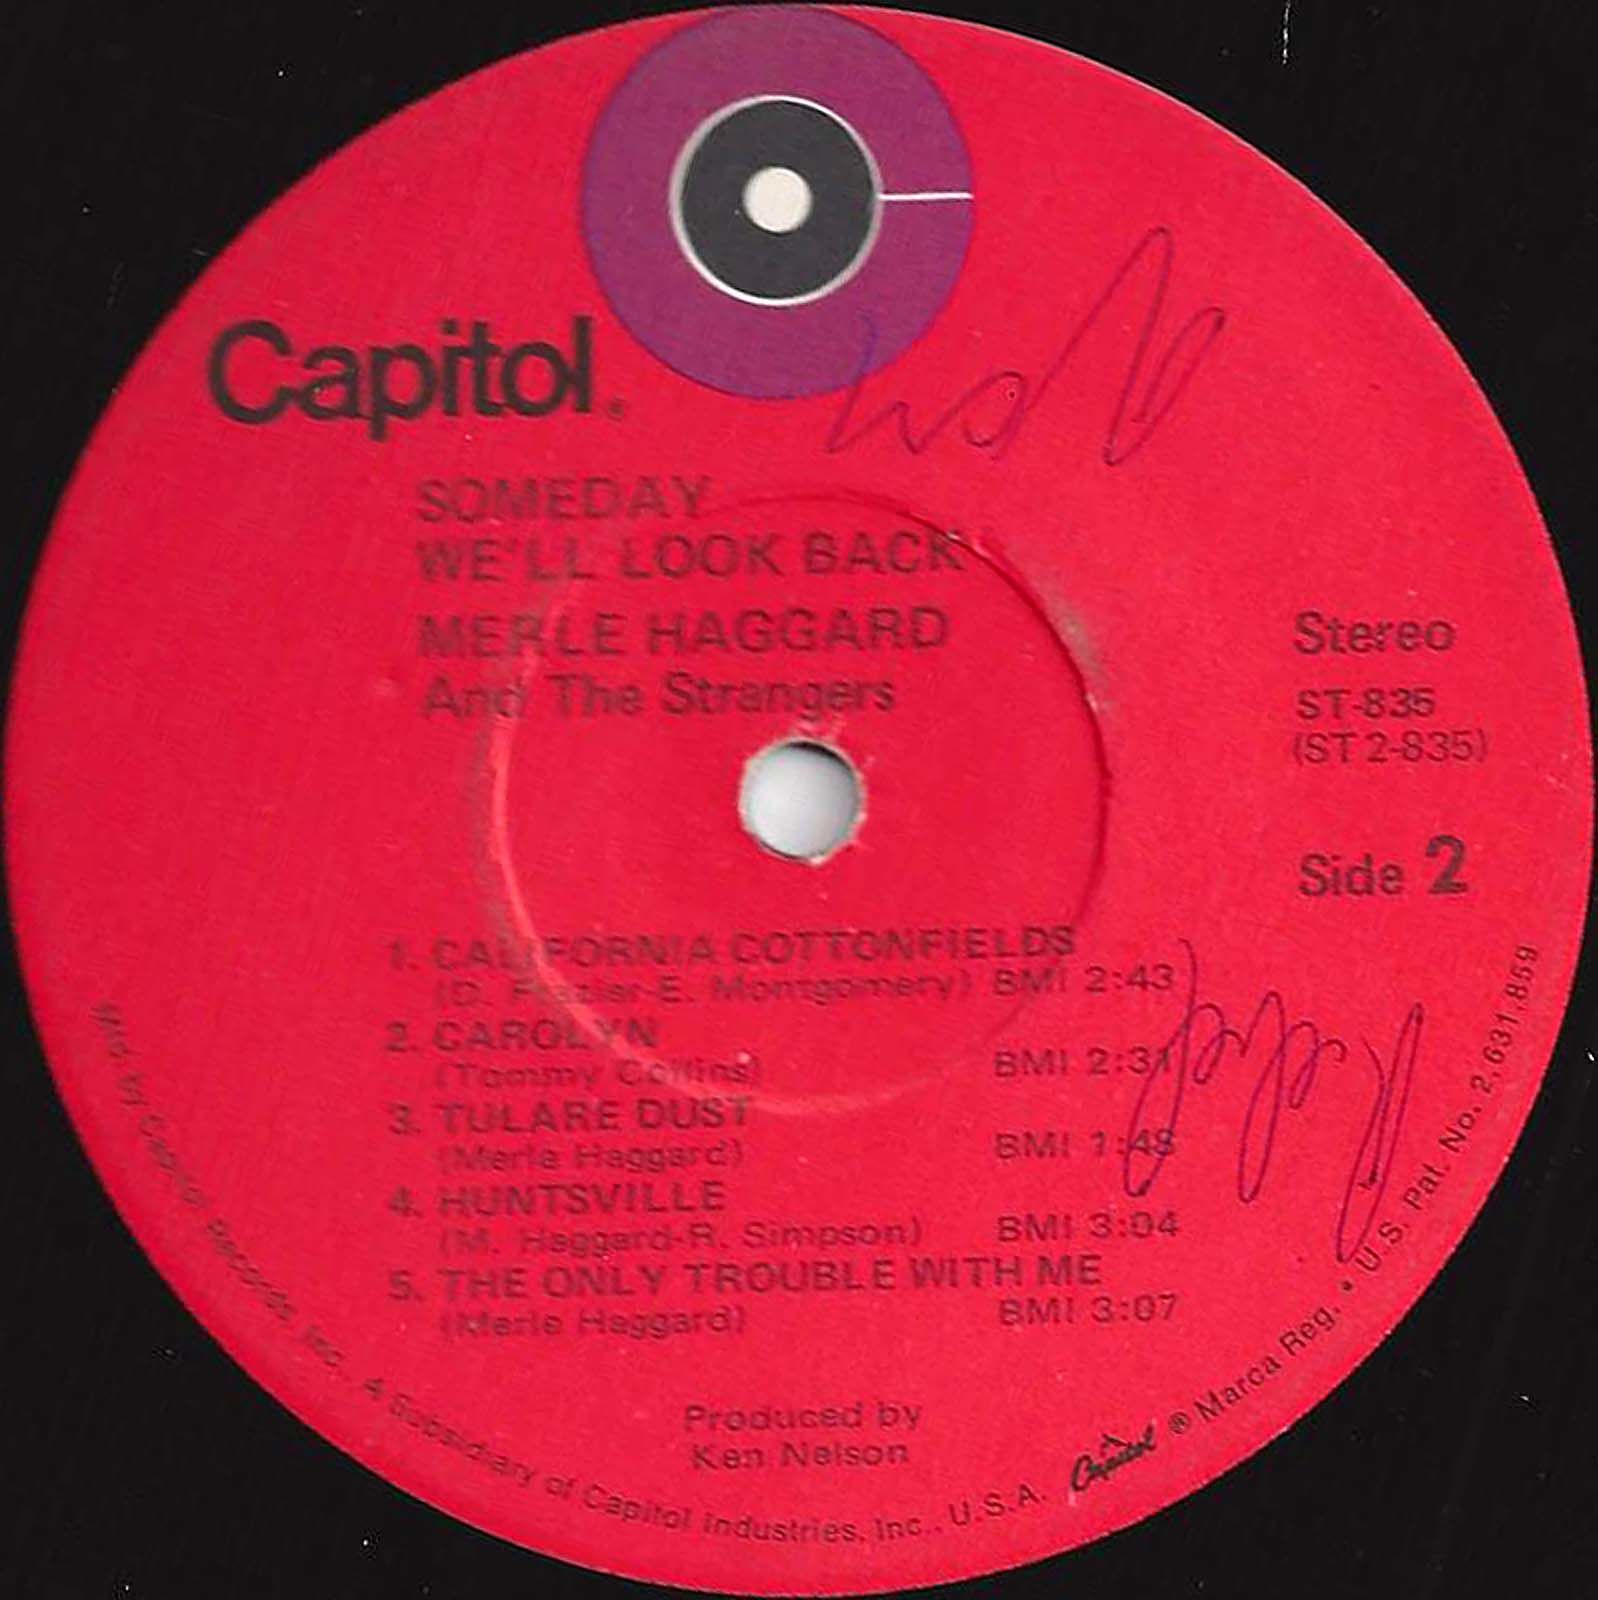 Capitol®
SOMEDAY
WE'LL LOOK BACK
MERLE HAGGARD
And The Strangers
Stereo
ST-835
(ST 2-835)
Side 2
1. CALIFORNIA COTTONFIELDS
(D. Frazier-E. Montgomery) BMI 2:43
2. CAROLYN
(Tommy Collins) BMI 2:31
3. TULARE DUST
(Merle Haggard) BMI 1:48
4. HUNTSVILLE
(M. Haggard-R. Simpson) BMI 3:04
5. THE ONLY TROUBLE WITH ME
(Merle Haggard) BMI 3:07
Produced by
Ken Nelson
Mfd. by Capitol Records, Inc. A Subsidiary of Capitol Industries, Inc., U.S.A. Capitol ® Marca Reg. • U.S. Pat. No. 2,631,859